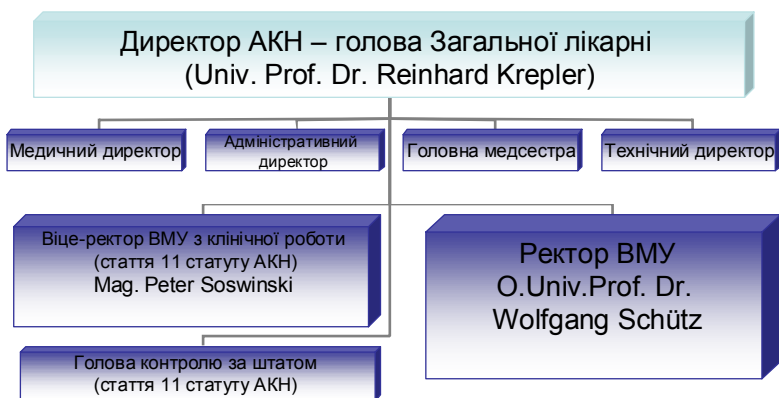 Директор АКН – голова Загальної лікарні
(Univ. Prof. Dr. Reinhard Krepler)
Медичний директор
Адміністративний
директор
Головна медсестра
Технічний директор
Віце-ректор ВМУ з клінічної роботи
(стаття 11 статуту АКН)
Mag. Peter Soswinski
Ректор ВМУ
O.Univ.Prof. Dr.
Wolfgang Schütz
Голова контролю за штатом
(стаття 11 статуту АКН)